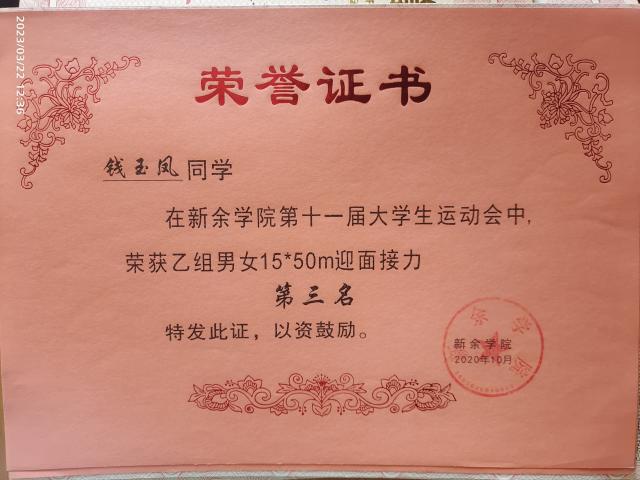 2023/03/22 12:36
荣誉证书
钱玉凤同学
在新余学院第十一届大学生运动会中,
荣获乙组男女15*50m迎面接力
第三名
特发此证，以资鼓励。
新余学院
2020年10月